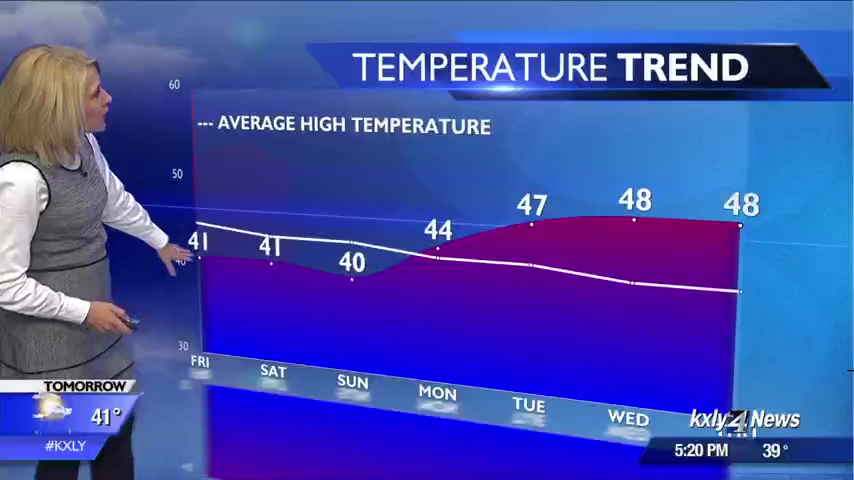 TEMPERATURE TREND
60
--- AVERAGE HIGH TEMPERATURE
50
48
48
47
44
41
41
40
40
30
FRI
SAT
SUN
MON
TUE
WED
TOMORROW
41°
#KXLY
kxly4 News
5:20 PM 39°